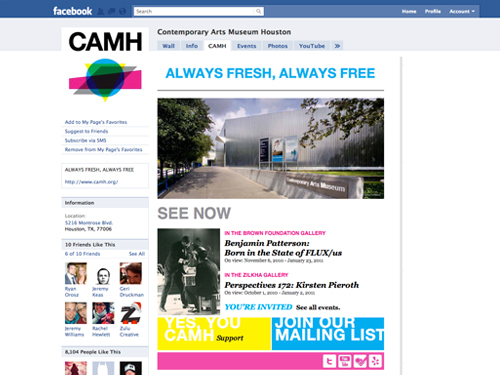 facebook
Search
Home Profile Account
CAMH
Contemporary Arts Museum Houston
Wall Info CAMH Events Photos YouTube »
ALWAYS FRESH, ALWAYS FREE
Contemporary Arts Museum
Add to My Page's Favorites
Suggest to Friends
Subscribe via SMS
Remove from My Page's Favorites
ALWAYS FRESH, ALWAYS FREE
http://www.camh.org/
Information
Location:
5216 Montrose Blvd.
Houston, TX, 77006
10 Friends Like This
6 of 10 Friends See All
Ryan Orosz
Jeremy Keas
Geri Druckman
Jeremy Williams
Rachel Hewlett
Zulu Creative
8,104 People Like This
SEE NOW
IN THE BROWN FOUNDATION GALLERY
Benjamin Patterson:
Born in the State of FLUX/us
On view: November 6, 2010 - January 23, 2011
IN THE ZILKHA GALLERY
Perspectives 172: Kirsten Pieroth
On view: October 1, 2010 - January 2, 2011
YOU'RE INVITED See all events.
YES, YOU
CAMH Support
JOIN OUR
MAILING LIST